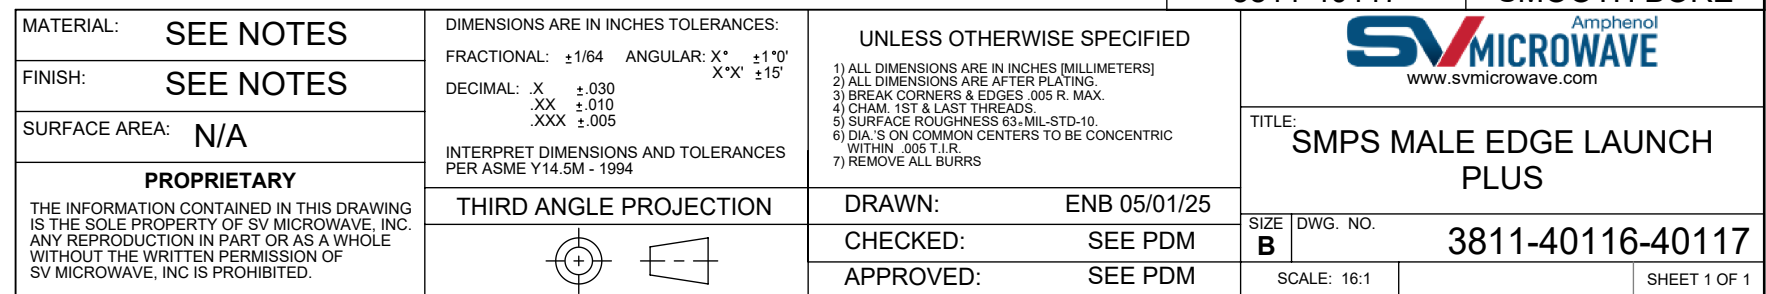 MATERIAL: SEE NOTES
FINISH: SEE NOTES
SURFACE AREA: N/A
PROPRIETARY
THE INFORMATION CONTAINED IN THIS DRAWING
IS THE SOLE PROPERTY OF SV MICROWAVE, INC.
ANY REPRODUCTION IN PART OR AS A WHOLE
WITHOUT THE WRITTEN PERMISSION OF
SV MICROWAVE, INC IS PROHIBITED.
DIMENSIONS ARE IN INCHES TOLERANCES:
FRACTIONAL: ±1/64 ANGULAR: X° ±1°0'
X°X' ±15'
DECIMAL: .X ±.030
.XX ±.010
.XXX ±.005
INTERPRET DIMENSIONS AND TOLERANCES
PER ASME Y14.5M - 1994
THIRD ANGLE PROJECTION
UNLESS OTHERWISE SPECIFIED
1) ALL DIMENSIONS ARE IN INCHES [MILLIMETERS]
2) ALL DIMENSIONS ARE AFTER PLATING.
3) BREAK CORNERS & EDGES .005 R. MAX.
4) CHAM. 1ST & LAST THREADS.
5) SURFACE ROUGHNESS 63 MIL-STD-10.
6) DIA.'S ON COMMON CENTERS TO BE CONCENTRIC
WITHIN .005 T.I.R.
7) REMOVE ALL BURRS
DRAWN: ENB 05/01/25
CHECKED: SEE PDM
APPROVED: SEE PDM
Amphenol
SV MICROWAVE
www.svmicrowave.com
TITLE:
SMPS MALE EDGE LAUNCH
PLUS
SIZE
B
DWG. NO.
3811-40116-40117
SCALE: 16:1
SHEET 1 OF 1